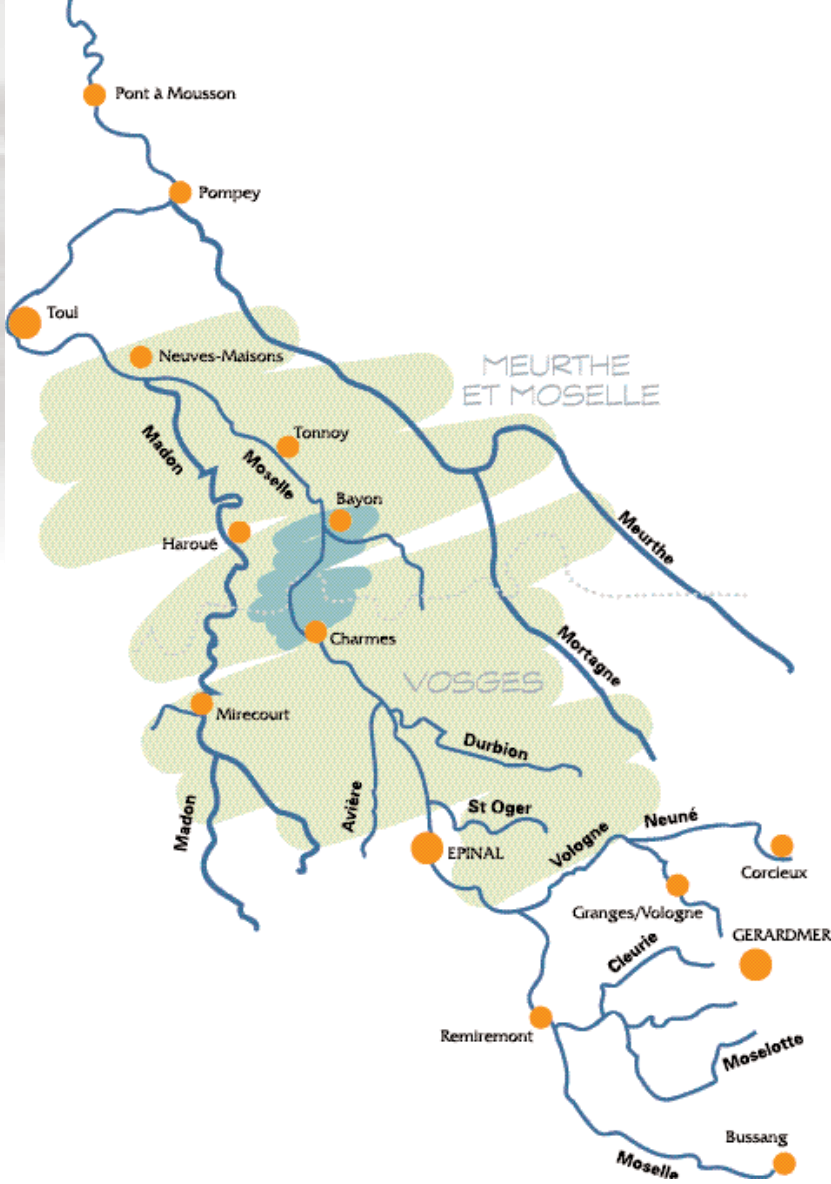 Pont à Mousson
Pompey
Toul
Neuves-Maisons
MEURTHE
ET MOSELLE
Tonnoy
Madon
Moselle
Bayon
Meurthe
Haroué
Charmes
Mortagne
VOSGES
Mirecourt
Durbion
Avière
St Oger
Madon
Neuné
Vologne
EPINAL
Corcieux
Granges/Vologne
GERARDMER
Cleurie
Remiremont
Moselotte
Bussang
Moselle